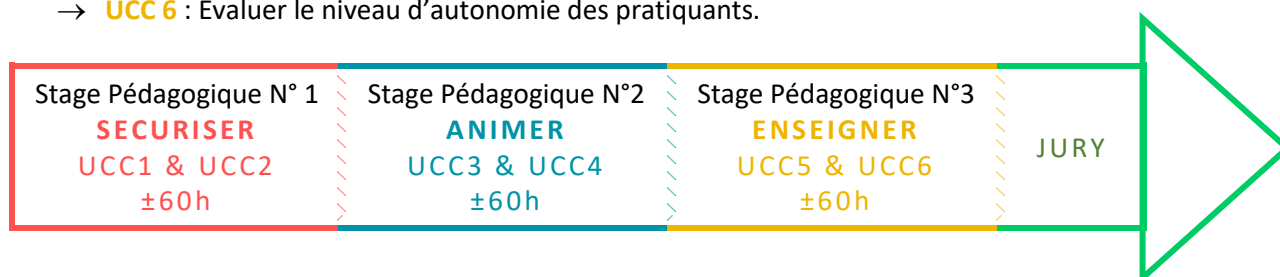 → UCC 6 : Evaluer le niveau d’autonomie des pratiquants.
Stage Pédagogique N° 1
SECURISER
UCC1 & UCC2
±60h
Stage Pédagogique N°2
ANIMER
UCC3 & UCC4
±60h
Stage Pédagogique N°3
ENSEIGNER
UCC5 & UCC6
±60h
JURY